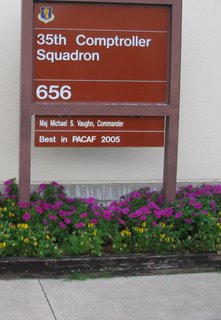 35th Comptroller
Squadron
656
Maj Michael S. Vaughn, Commander
Best in PACAF 2005